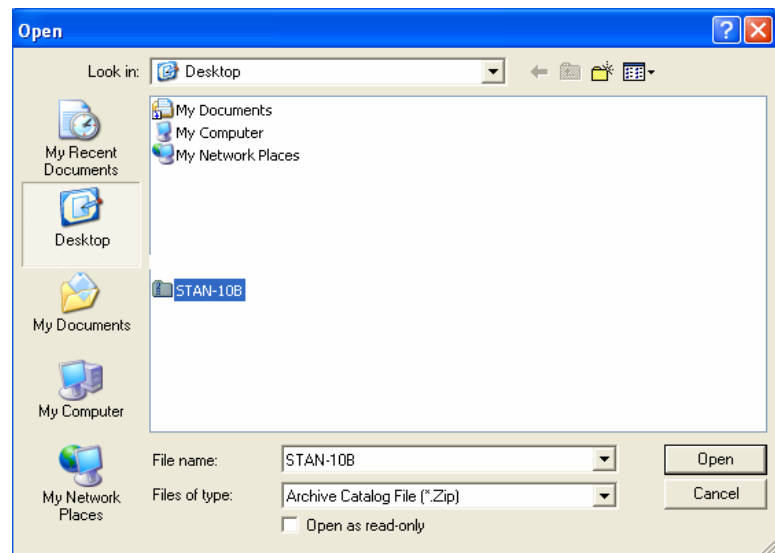 Open
Look in: Desktop
My Documents
My Computer
My Network Places
STAN-10B
My Recent
Documents
Desktop
My Documents
My Computer
My Network
Places
File name: STAN-10B Open
Files of type: Archive Catalog File (*.Zip) Cancel
Open as read-only